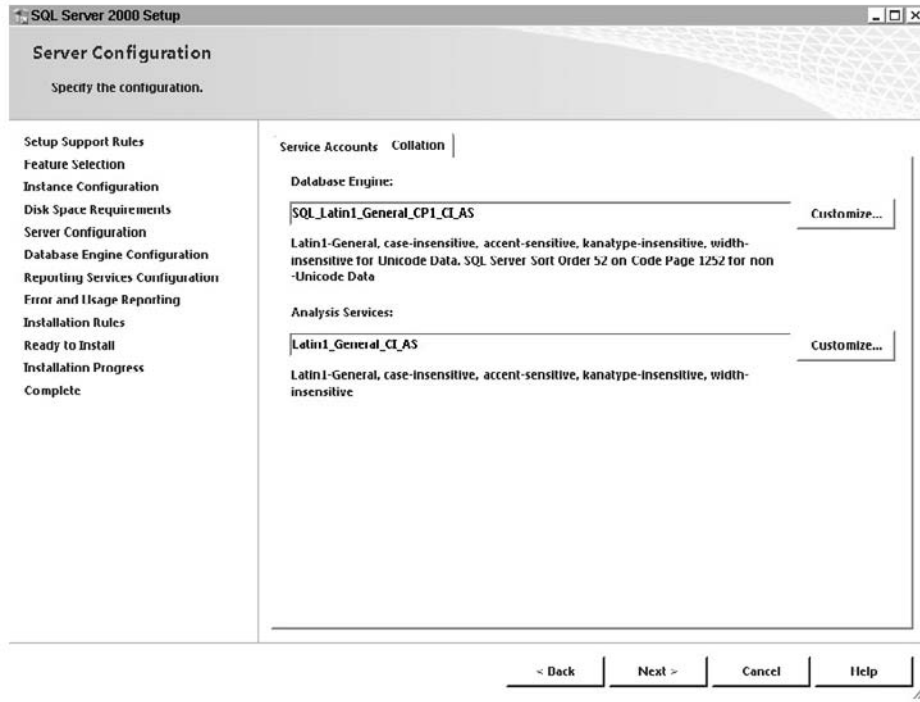 SQL Server 2000 Setup
Server Configuration
Specify the configuration.
Setup Support Rules
Feature Selection
Instance Configuration
Disk Space Requirements
Server Configuration
Database Engine Configuration
Reporting Services Configuration
Error and Usage Reporting
Installation Rules
Ready to Install
Installation Progress
Complete
Service Accounts Collation
Database Engine:
SQL_Latin1_General_CP1_CI_AS
Customize...
Latin1-General, case-insensitive, accent-sensitive, kanatype-insensitive, width-
insensitive for Unicode Data, SQL Server Sort Order 52 on Code Page 1252 for non
-Unicode Data
Analysis Services:
Latin1_General_CI_AS
Customize...
Latin1-General, case-insensitive, accent-sensitive, kanatype-insensitive, width-
insensitive
< Back
Next >
Cancel
Help